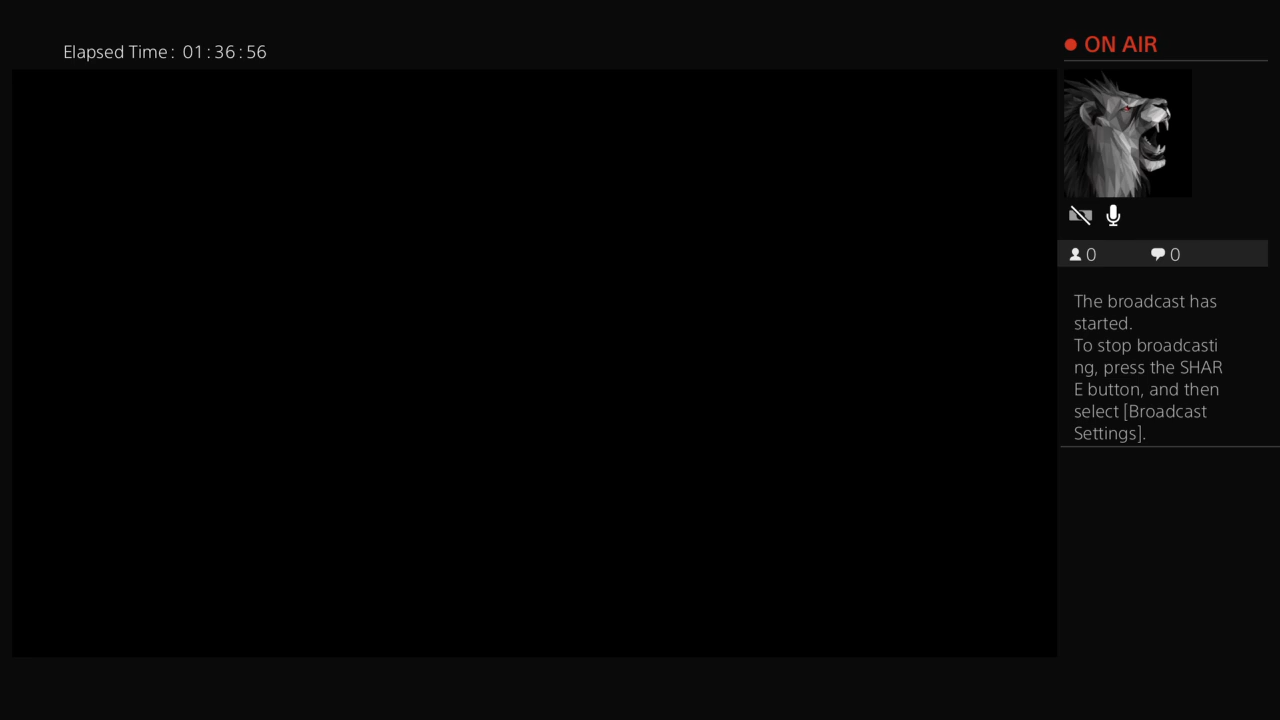 Elapsed Time: 01:36:56
ON AIR
0 0
The broadcast has
started.
To stop broadcasti
ng, press the SHAR
E button, and then
select [Broadcast
Settings].